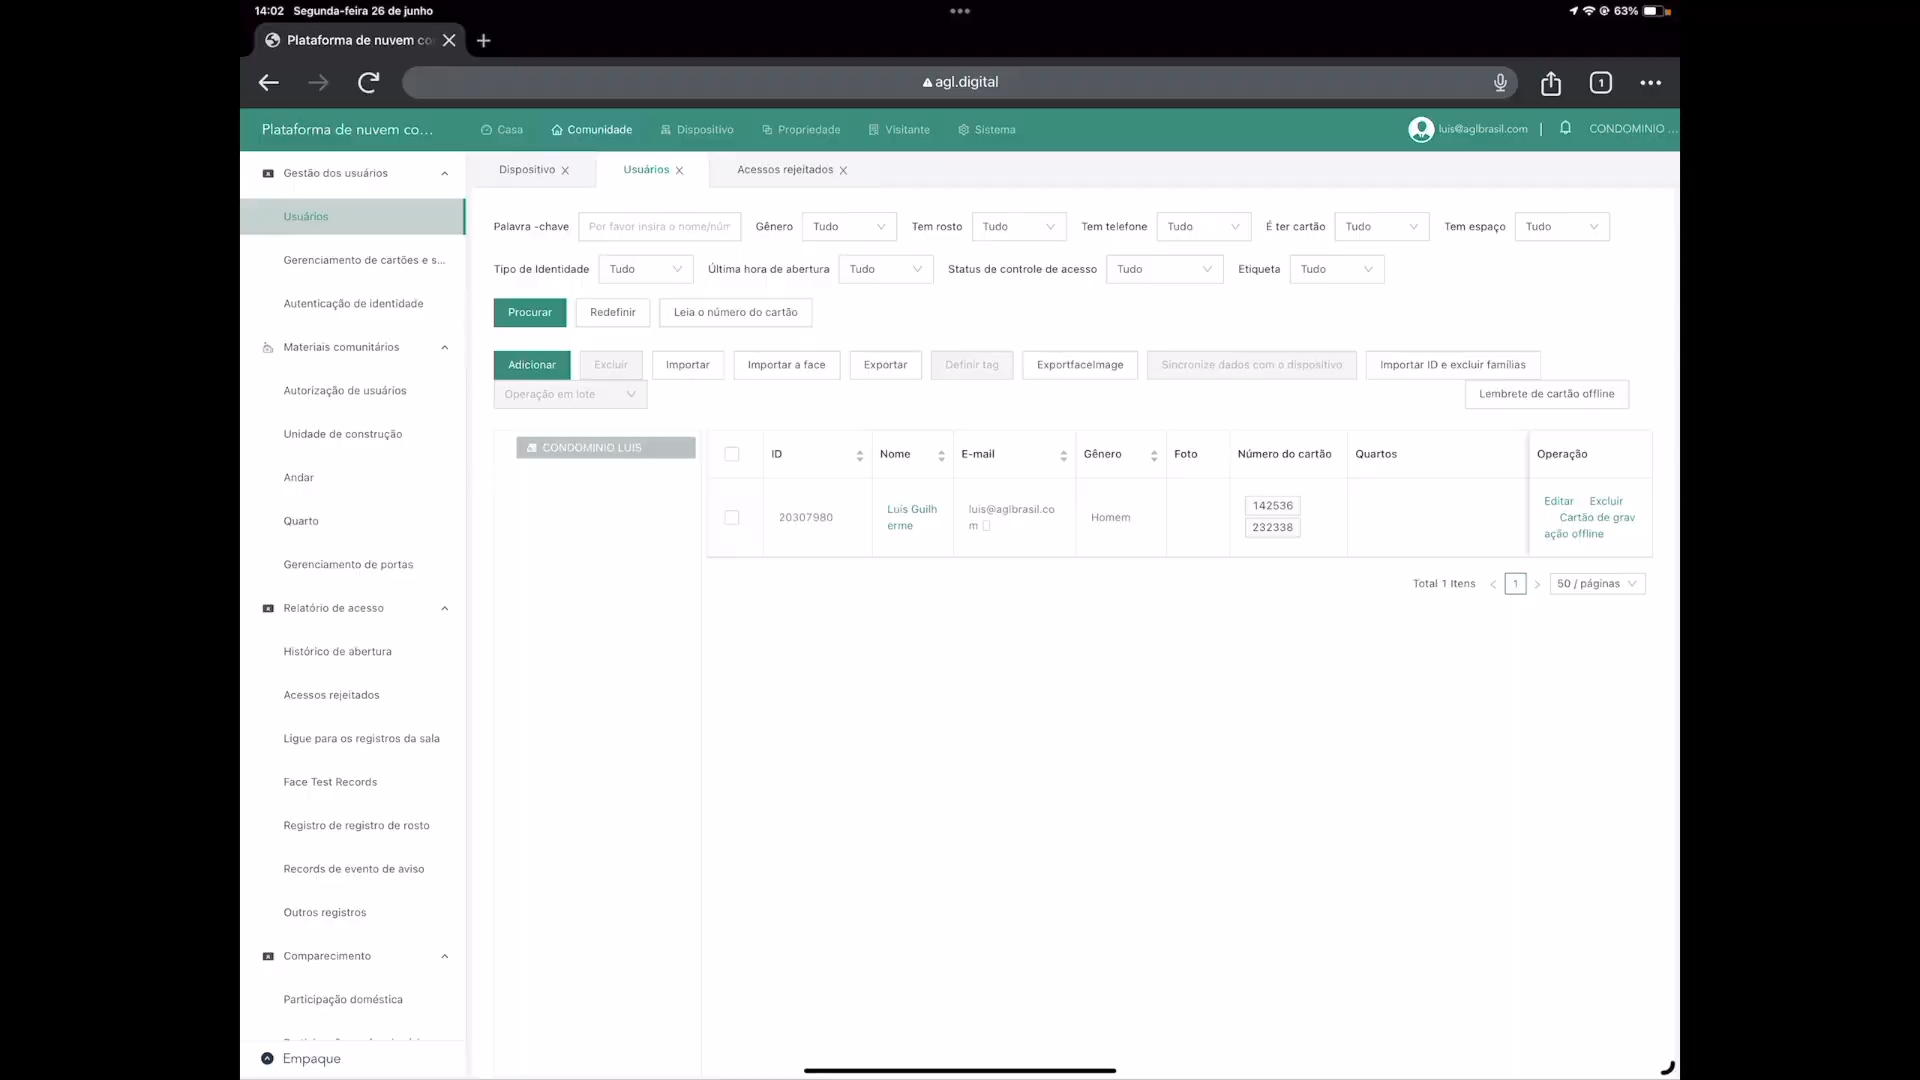 14:02 Segunda-feira 26 de junho
63%
Plataforma de nuvem co
agl.digital
1
Plataforma de nuvem co...
Casa
Comunidade
Dispositivo
Propriedade
Visitante
Sistema
luis@aglbrasil.com
CONDOMINIO ...
Gestão dos usuários
Usuários
Gerenciamento de cartões e s...
Autenticação de identidade
Materiais comunitários
Autorização de usuários
Unidade de construção
Andar
Quarto
Gerenciamento de portas
Relatório de acesso
Histórico de abertura
Acessos rejeitados
Ligue para os registros da sala
Face Test Records
Registro de registro de rosto
Records de evento de aviso
Outros registros
Comparecimento
Participação doméstica
Empaque
Dispositivo
Usuários
Acessos rejeitados
Palavra -chave
Por favor insira o nome/núm
Gênero
Tudo
Tem rosto
Tudo
Tem telefone
Tudo
É ter cartão
Tudo
Tem espaço
Tudo
Tipo de Identidade
Tudo
Última hora de abertura
Tudo
Status de controle de acesso
Tudo
Etiqueta
Tudo
Procurar
Redefinir
Leia o número do cartão
Adicionar
Excluir
Importar
Importar a face
Exportar
Definir tag
ExportfaceImage
Sincronize dados com o dispositivo
Importar ID e excluir famílias
Operação em lote
Lembrete de cartão offline
CONDOMINIO LUIS
ID
Nome
E-mail
Gênero
Foto
Número do cartão
Quartos
Operação
20307980
Luis Guilh
erme
luis@aglbrasil.co
m
Homem
142536
232338
Editar Excluir
Cartão de grav
ação offline
Total 1 Itens
1
50 / páginas